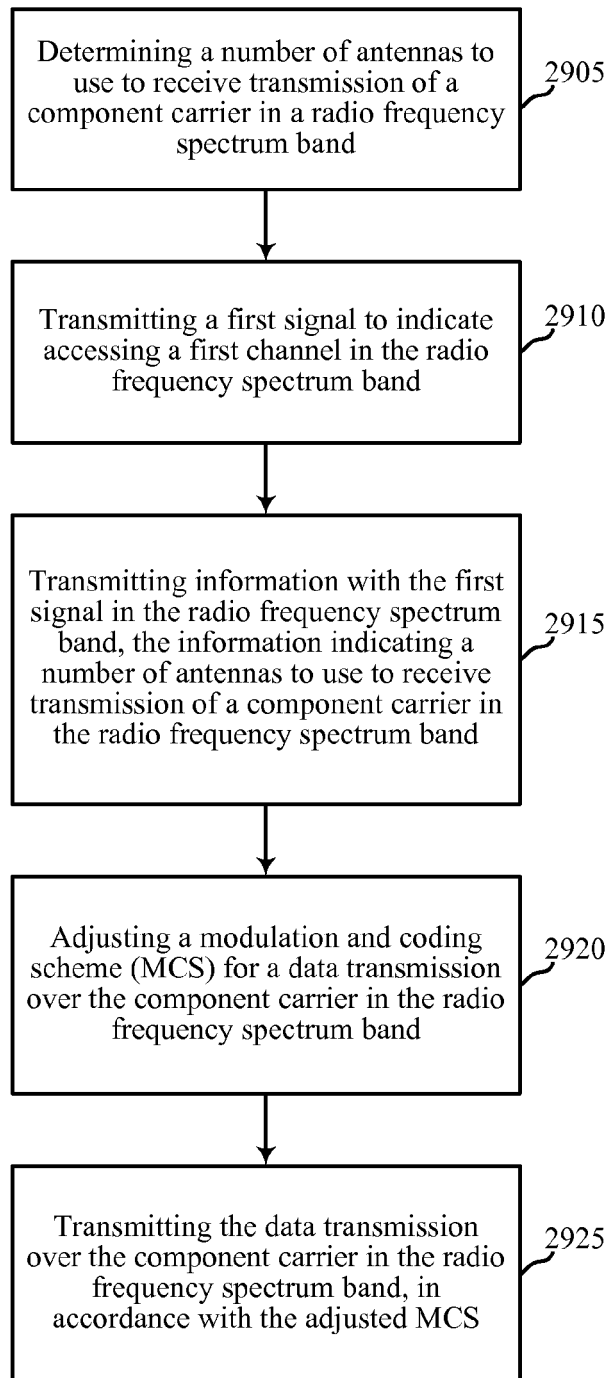 Determining a number of antennas to
use to receive transmission of a
component carrier in a radio frequency
spectrum band
2905
Transmitting a first signal to indicate
accessing a first channel in the radio
frequency spectrum band
2910
Transmitting information with the first
signal in the radio frequency spectrum
band, the information indicating a
number of antennas to use to receive
transmission of a component carrier in
the radio frequency spectrum band
2915
Adjusting a modulation and coding
scheme (MCS) for a data transmission
over the component carrier in the radio
frequency spectrum band
2920
Transmitting the data transmission
over the component carrier in the radio
frequency spectrum band, in
accordance with the adjusted MCS
2925